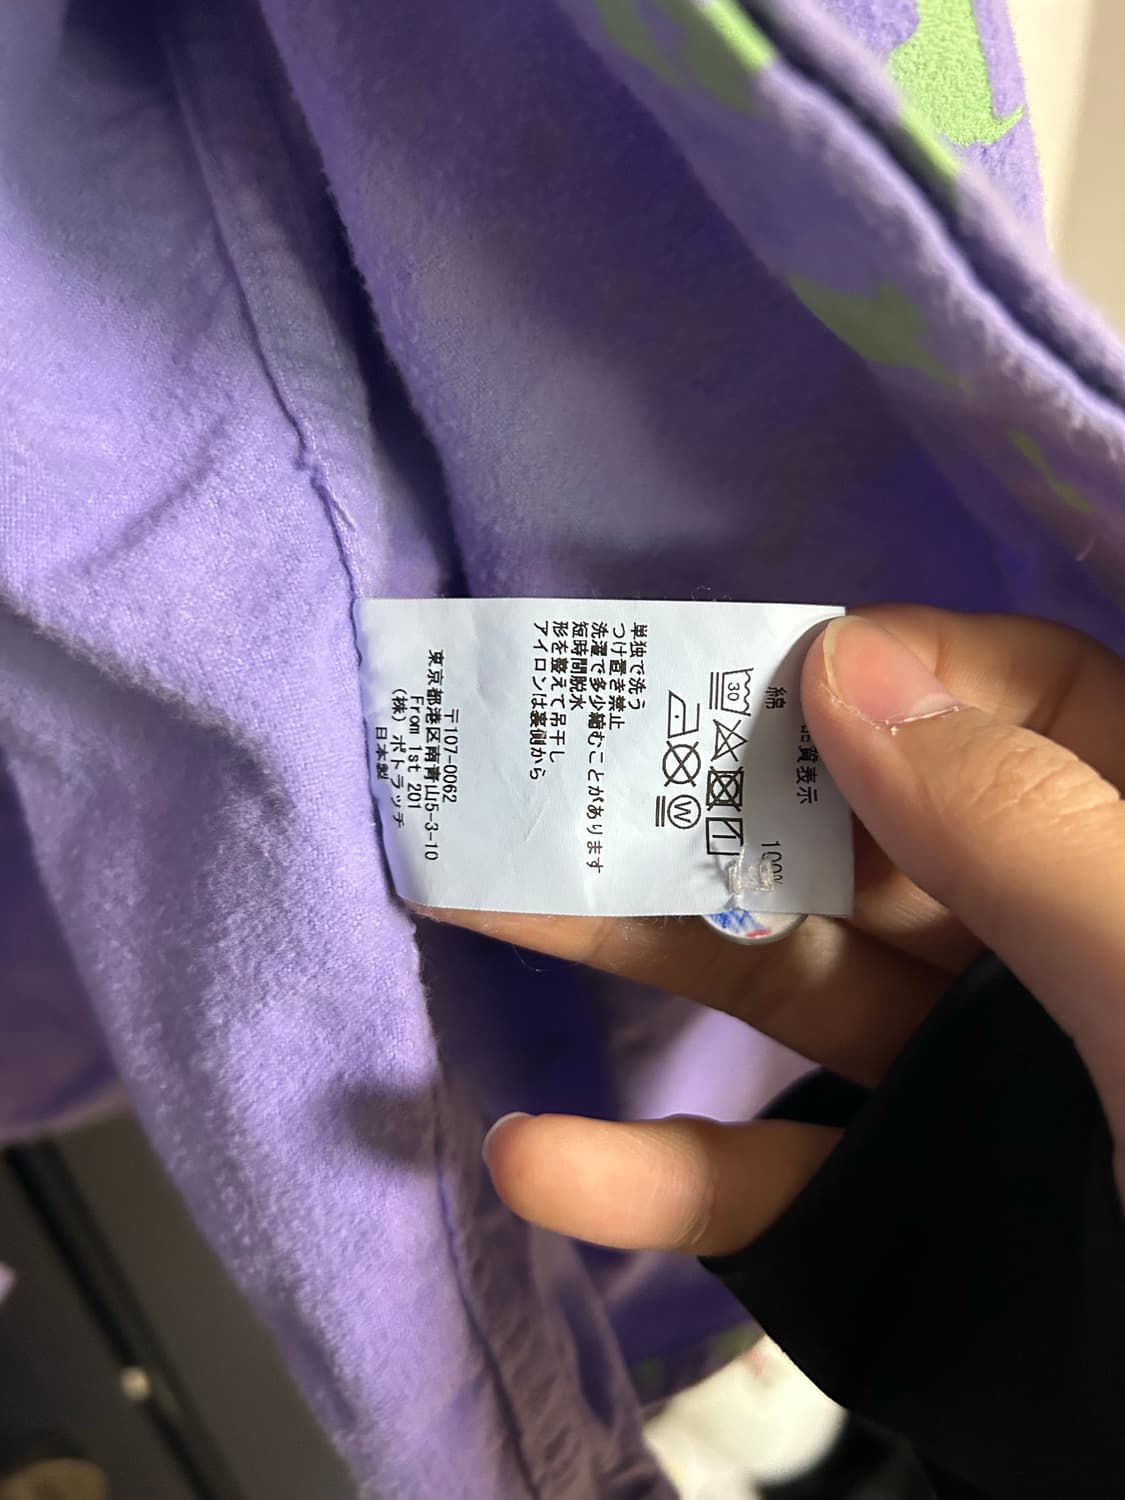 品質表示
綿 100%
30
W
単独で洗う
つけ置き禁止
洗濯で多少縮むことがあります
短時間脱水
形を整えて吊干し
アイロンは裏側から
〒107-0062
東京都港区南青山5-3-10
From 1st 201
(株) ポトラッチ
日本製